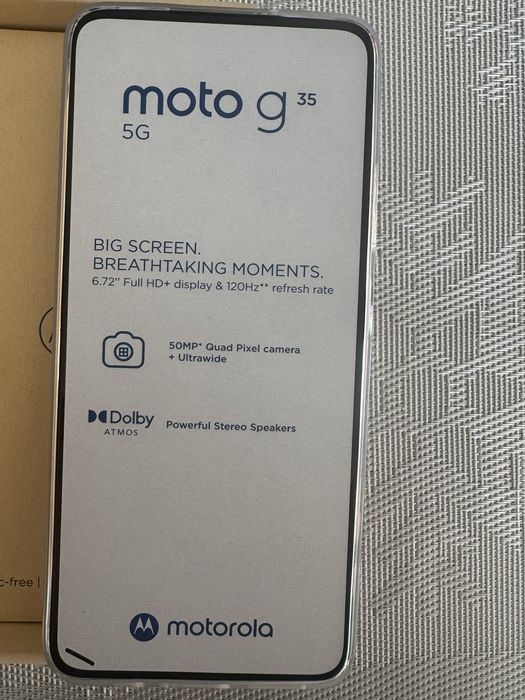 moto g 35
5G
BIG SCREEN.
BREATHTAKING MOMENTS.
6.72" Full HD+ display & 120Hz** refresh rate
50MP* Quad Pixel camera
+ Ultrawide
Dolby
ATMOS
Powerful Stereo Speakers
c-free |
motorola